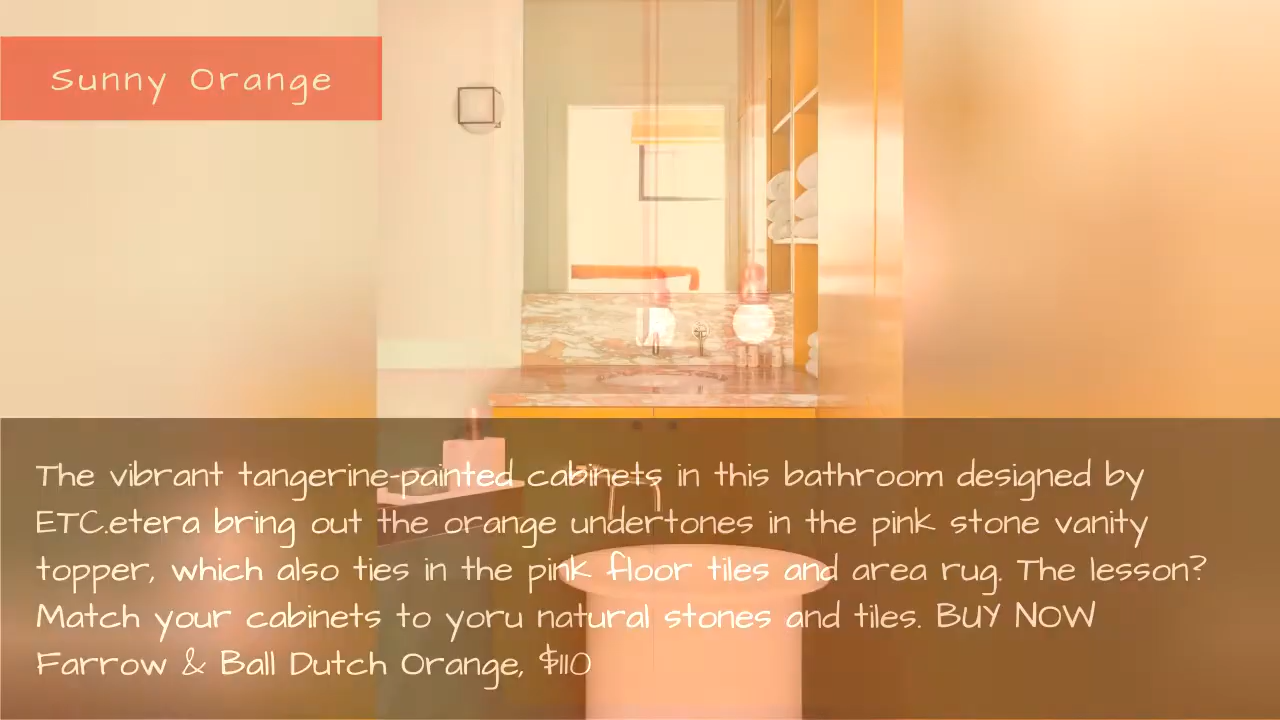 Sunny Orange
The vibrant tangerine-painted cabinets in this bathroom designed by
ETC.etera bring out the orange undertones in the pink stone vanity
topper, which also ties in the pink floor tiles and area rug. The lesson?
Match your cabinets to yoru natural stones and tiles. BUY NOW
Farrow & Ball Dutch Orange, $110